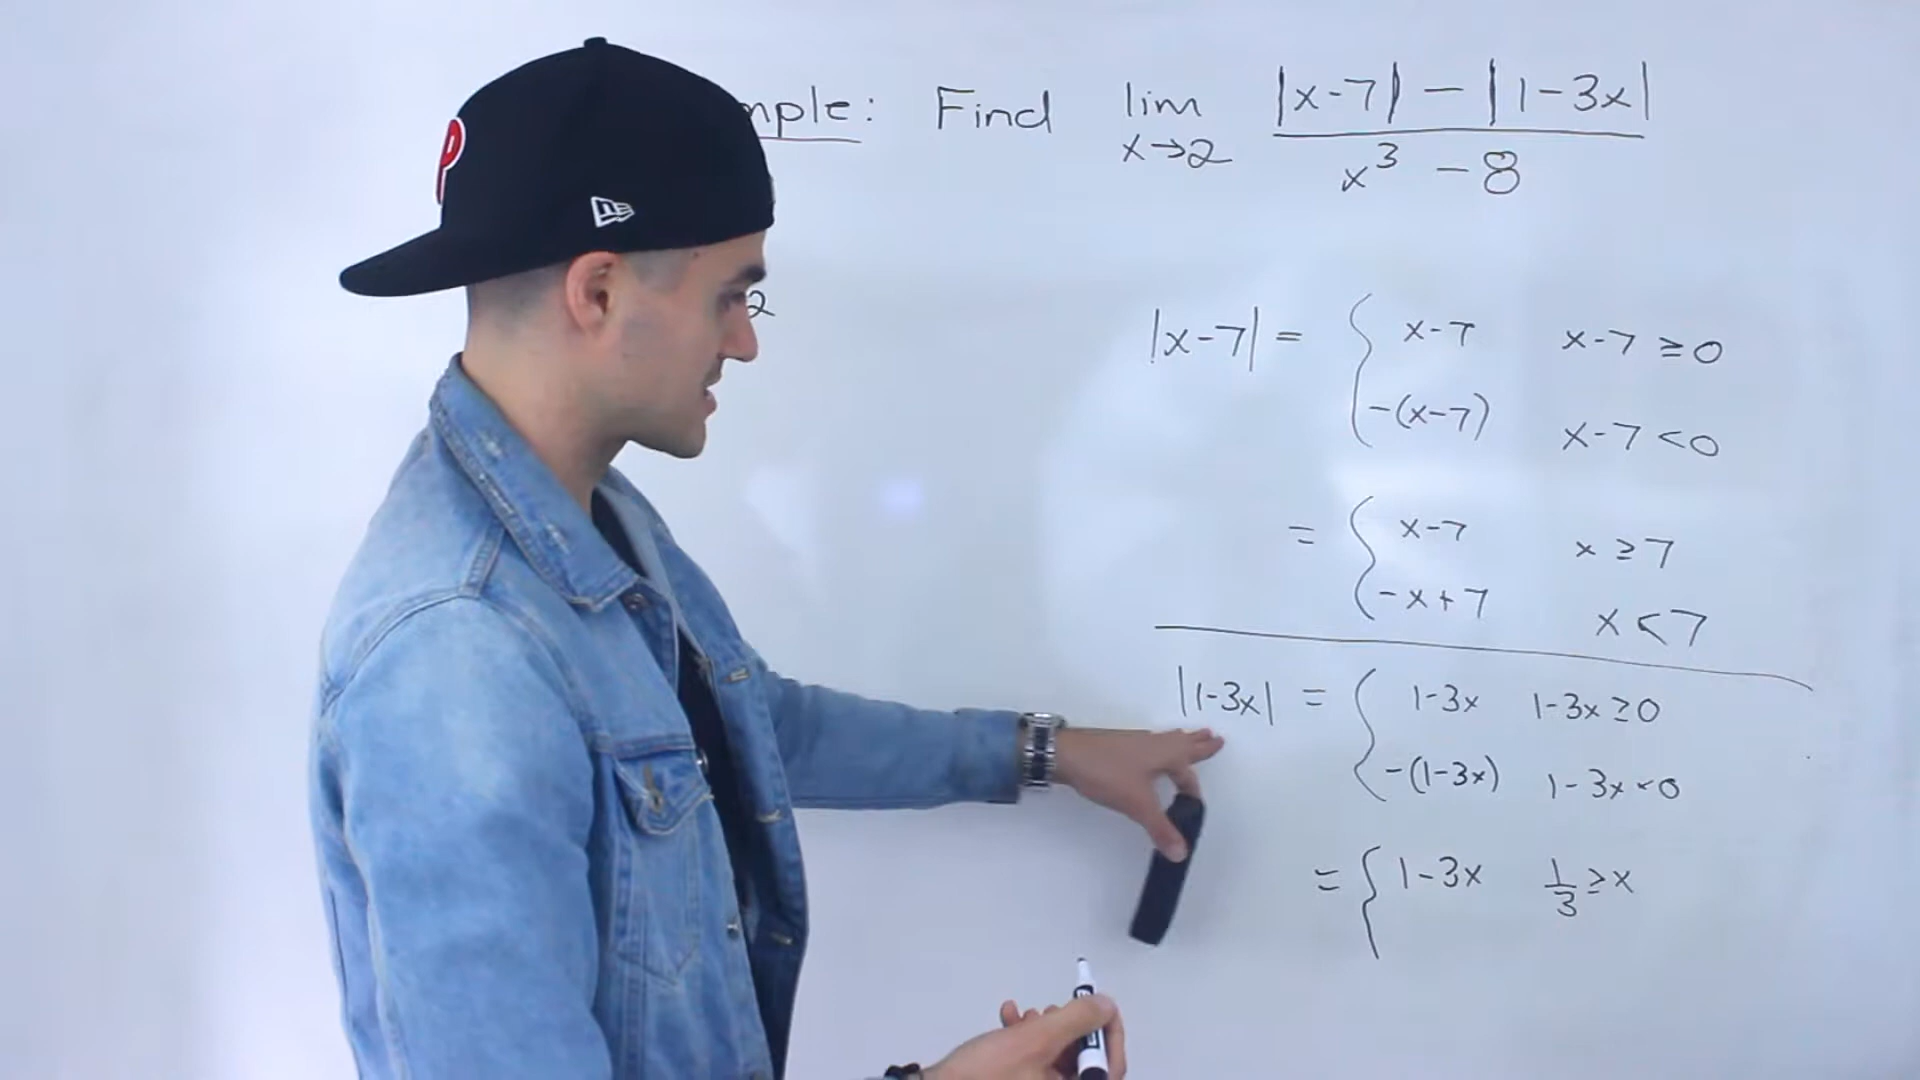 Find lim x→2 |x-7| - |1-3x| / x³ - 8
2
|x-7| = { x-7 x-7 ≥ 0
-(x-7) x-7 < 0
= { x-7 x ≥ 7
-x+7 x < 7
|1-3x| = { 1-3x 1-3x ≥ 0
-(1-3x) 1-3x < 0
= { 1-3x 1/3 ≥ x
P